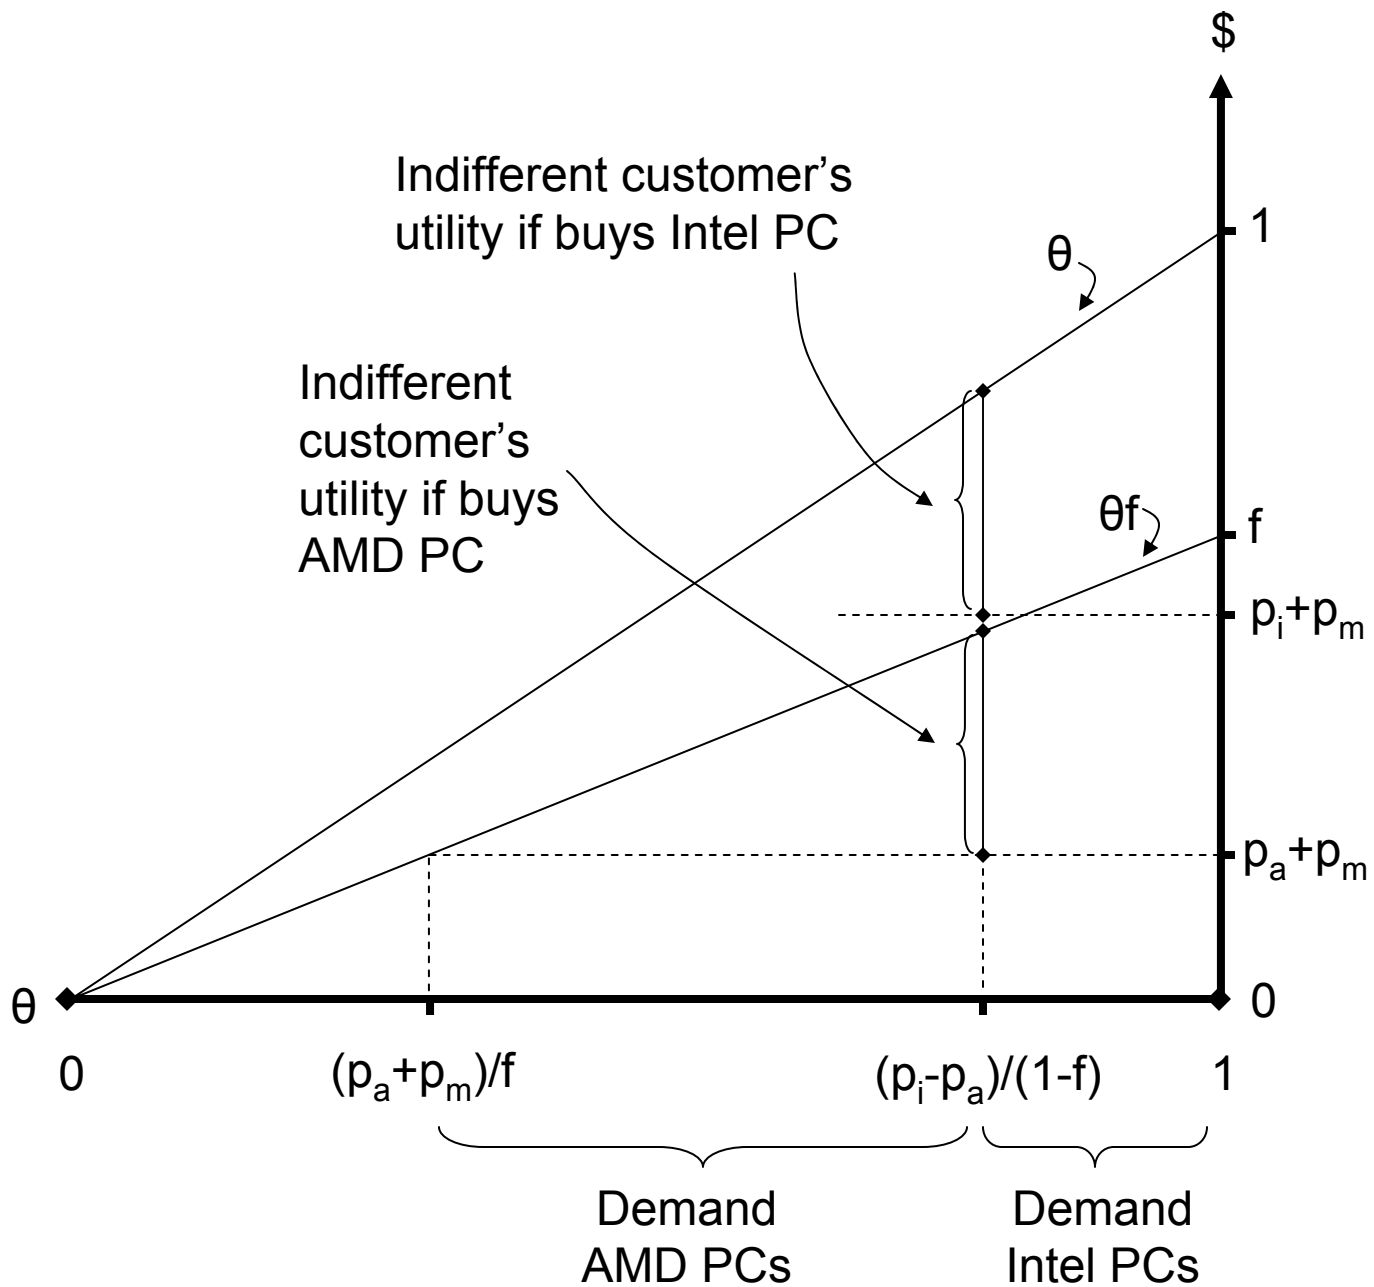 $
Indifferent customer’s
utility if buys Intel PC
θ
1
Indifferent
customer’s
utility if buys
AMD PC
θf
f
pᵢ+pₘ
pₐ+pₘ
θ
0
0
(pₐ+pₘ)/f
(pᵢ-pₐ)/(1-f)
1
Demand
AMD PCs
Demand
Intel PCs